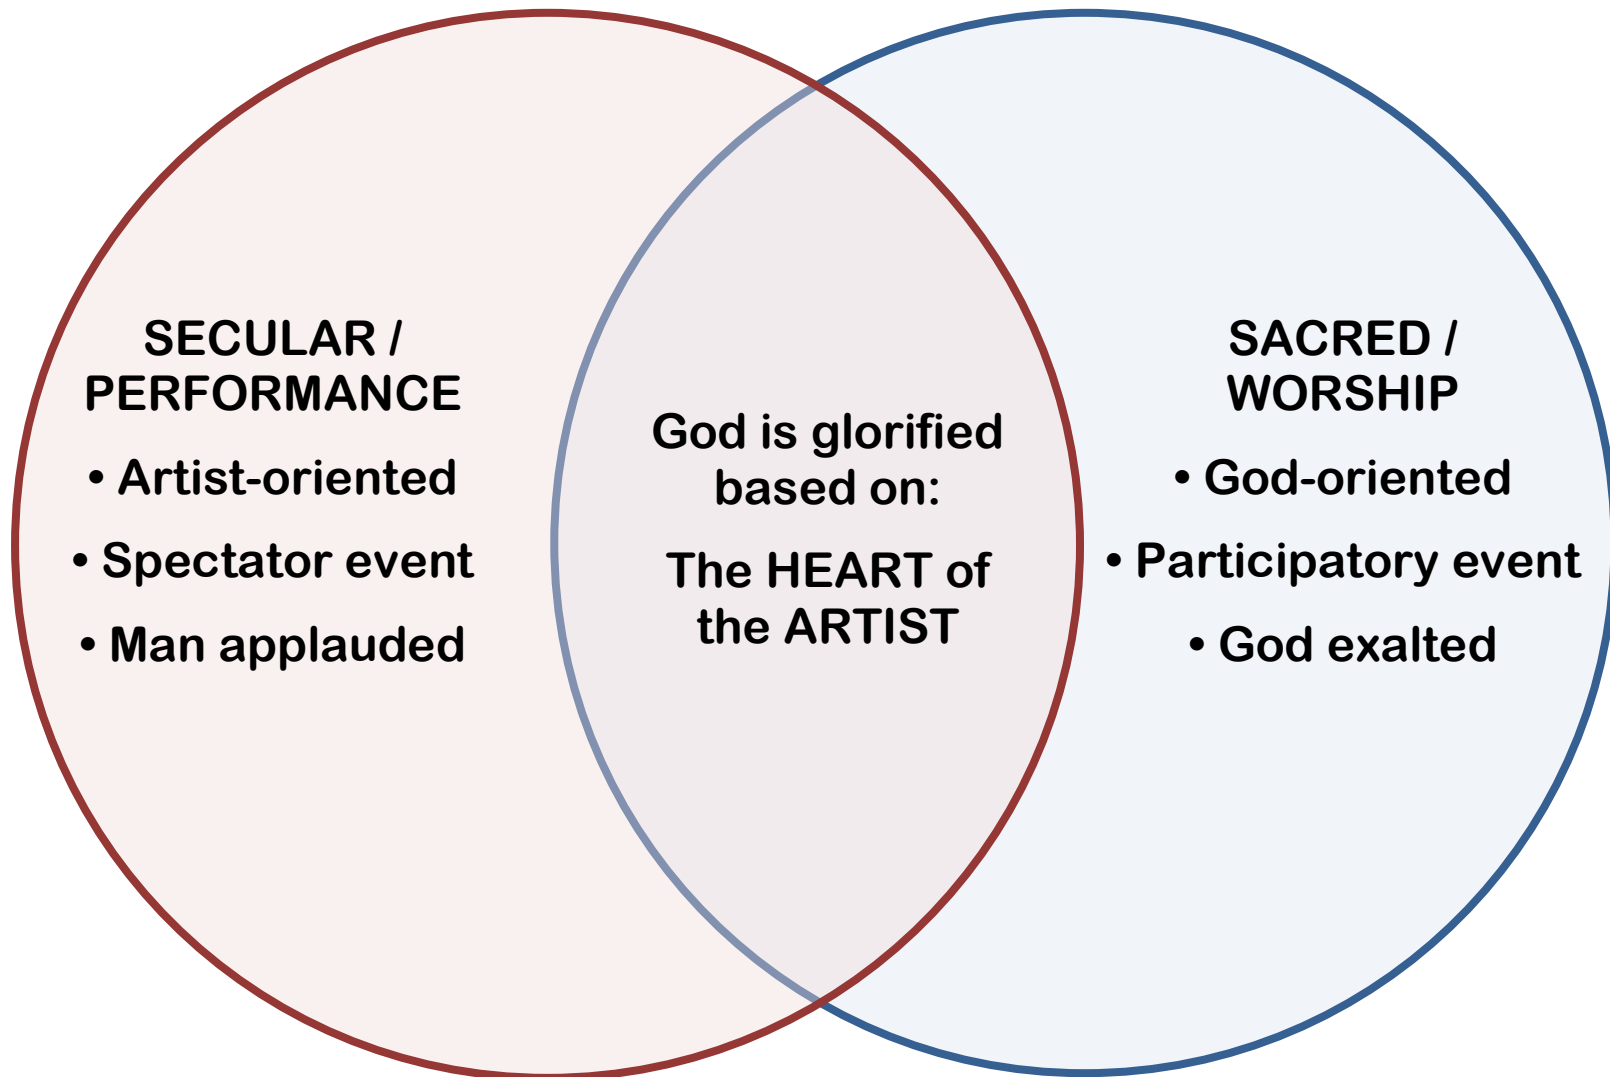 SECULAR /
PERFORMANCE
• Artist-oriented
• Spectator event
• Man applauded
God is glorified
based on:
The HEART of
the ARTIST
SACRED /
WORSHIP
• God-oriented
• Participatory event
• God exalted